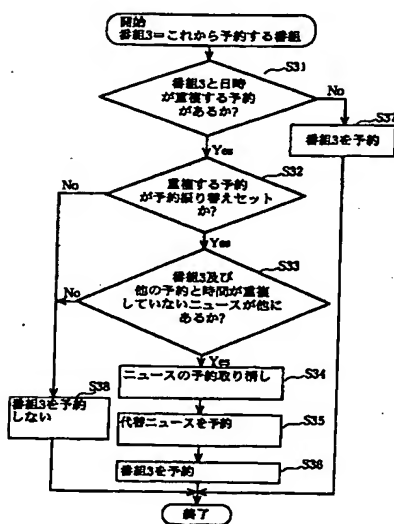 開始
番組3=これから予約する番組
S31
番組3と日時
が重複する予約
があるか?
No
S37
番組3を予約
Yes
S32
重複する予約
が予約振り替えセット
か?
No
Yes
S33
番組3及び
他の予約と時間が重複
していないニュースが他に
あるか?
No
Yes
ニュースの予約取り消し
S34
S38
番組3を予約
しない
代替ニュースを予約
S35
番組3を予約
S36
終了